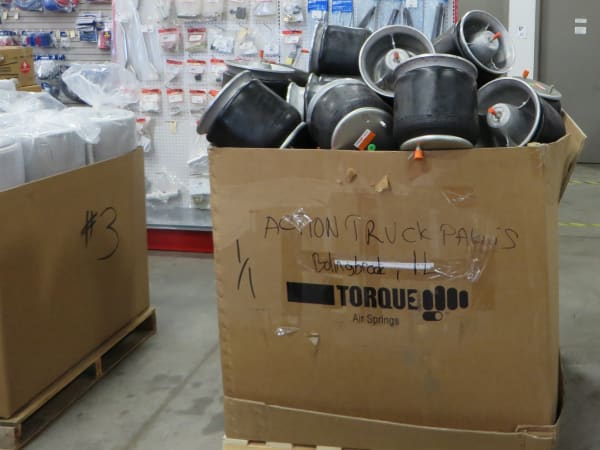 #3
ACTION TRUCK PARTS
Bolingbrook, IL
1/1
TORQUE
Air Springs